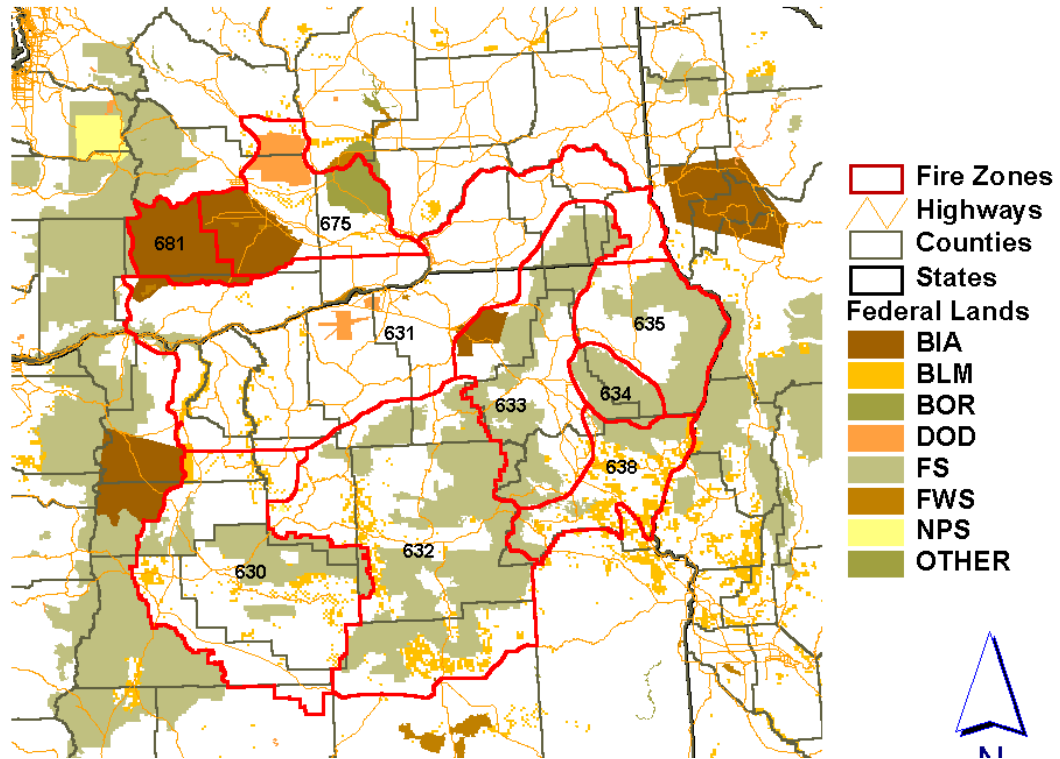 681
675
631
635
633
634
638
632
630
Fire Zones
Highways
Counties
States
Federal Lands
BIA
BLM
BOR
DOD
FS
FWS
NPS
OTHER
N